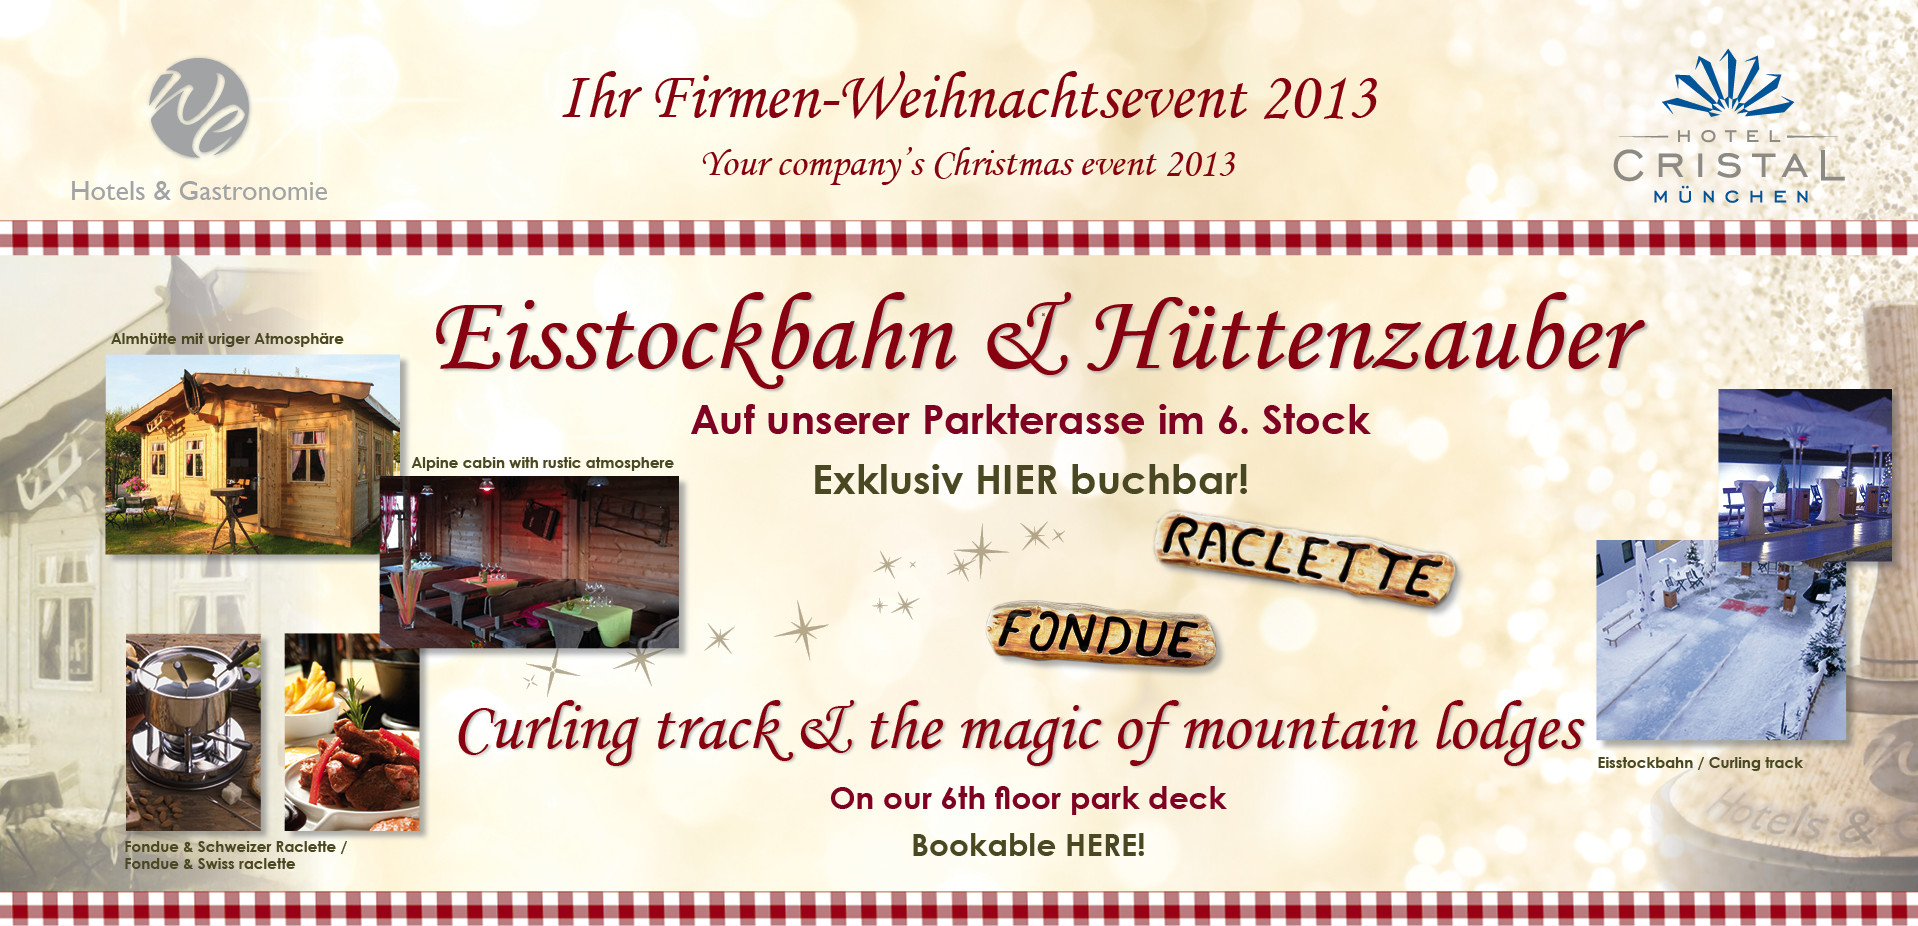 WC
Hotels & Gastronomie
Ihr Firmen-Weihnachtsevent 2013
Your company's Christmas event 2013
HOTEL
CRISTAL
MÜNCHEN
Eisstockbahn & Hüttenzauber
Auf unserer Parkterasse im 6. Stock
Exklusiv HIER buchbar!
Almhütte mit uriger Atmosphäre
Alpine cabin with rustic atmosphere
RACLETTE
FONDUE
Curling track & the magic of mountain lodges
On our 6th floor park deck
Bookable HERE!
Fondue & Schweizer Raclette /
Fondue & Swiss raclette
Eisstockbahn / Curling track
Hotels &